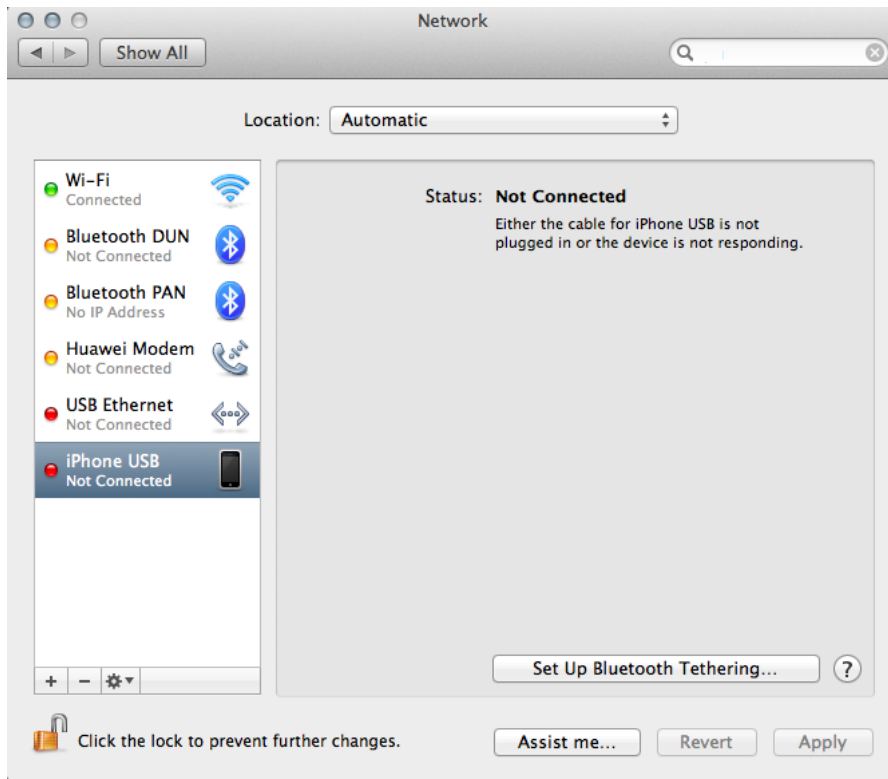 Network
Show All
Location: Automatic
Wi-Fi
Connected
Bluetooth DUN
Not Connected
Bluetooth PAN
No IP Address
Huawei Modem
Not Connected
USB Ethernet
Not Connected
iPhone USB
Not Connected
Status: Not Connected
Either the cable for iPhone USB is not
plugged in or the device is not responding.
Set Up Bluetooth Tethering...
?
+ −
Click the lock to prevent further changes.
Assist me...
Revert
Apply